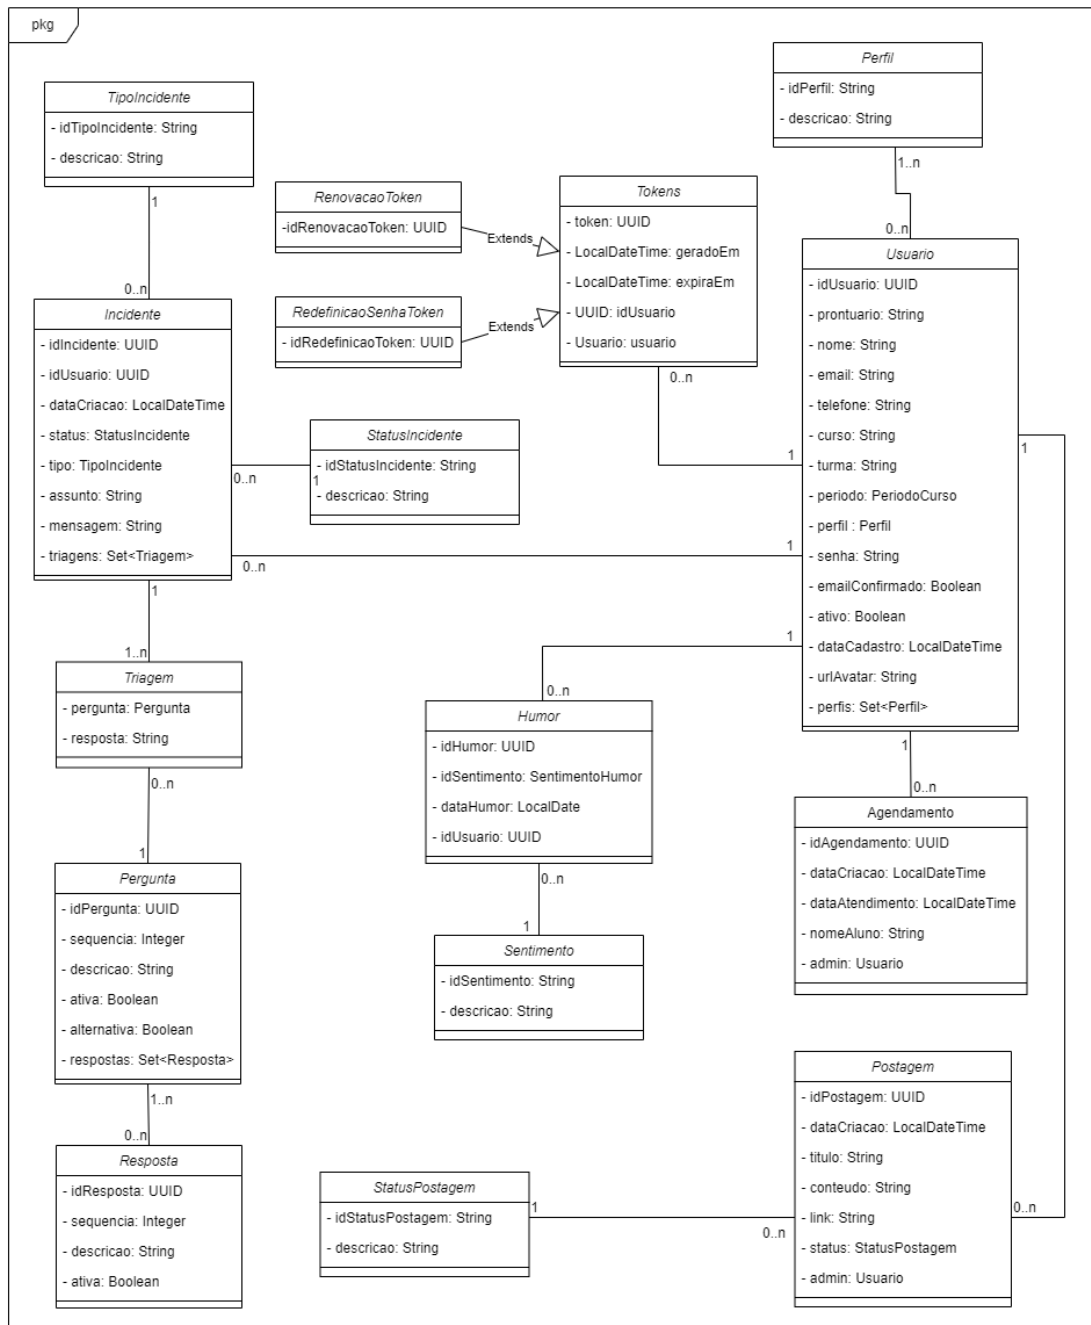 pkg
Perfil
- idPerfil: String
- descricao: String
1..n
0..n
TipoIncidente
- idTipoIncidente: String
- descricao: String
1
0..n
RenovacaoToken
-idRenovacaoToken: UUID
Extends
RedefinicaoSenhaToken
- idRedefinicaoToken: UUID
Extends
Tokens
- token: UUID
- LocalDateTime: geradoEm
- LocalDateTime: expiraEm
- UUID: idUsuario
- Usuario: usuario
0..n
1
Usuario
- idUsuario: UUID
- prontuario: String
- nome: String
- email: String
- telefone: String
- curso: String
- turma: String
- periodo: PeriodoCurso
- perfil : Perfil
- senha: String
- emailConfirmado: Boolean
- ativo: Boolean
- dataCadastro: LocalDateTime
- urlAvatar: String
- perfis: Set<Perfil>
1
Incidente
- idIncidente: UUID
- idUsuario: UUID
- dataCriacao: LocalDateTime
- status: StatusIncidente
- tipo: TipoIncidente
- assunto: String
- mensagem: String
- triagens: Set<Triagem>
0..n
1
StatusIncidente
- idStatusIncidente: String
- descricao: String
0..n
1
1
1..n
Triagem
- pergunta: Pergunta
- resposta: String
0..n
1
Pergunta
- idPergunta: UUID
- sequencia: Integer
- descricao: String
- ativa: Boolean
- alternativa: Boolean
- respostas: Set<Resposta>
1..n
0..n
Resposta
- idResposta: UUID
- sequencia: Integer
- descricao: String
- ativa: Boolean
1
0..n
Humor
- idHumor: UUID
- idSentimento: SentimentoHumor
- dataHumor: LocalDate
- idUsuario: UUID
0..n
1
Sentimento
- idSentimento: String
- descricao: String
1
0..n
Agendamento
- idAgendamento: UUID
- dataCriacao: LocalDateTime
- dataAtendimento: LocalDateTime
- nomeAluno: String
- admin: Usuario
StatusPostagem
- idStatusPostagem: String
- descricao: String
1
0..n
Postagem
- idPostagem: UUID
- dataCriacao: LocalDateTime
- titulo: String
- conteudo: String
- link: String
- status: StatusPostagem
- admin: Usuario
0..n